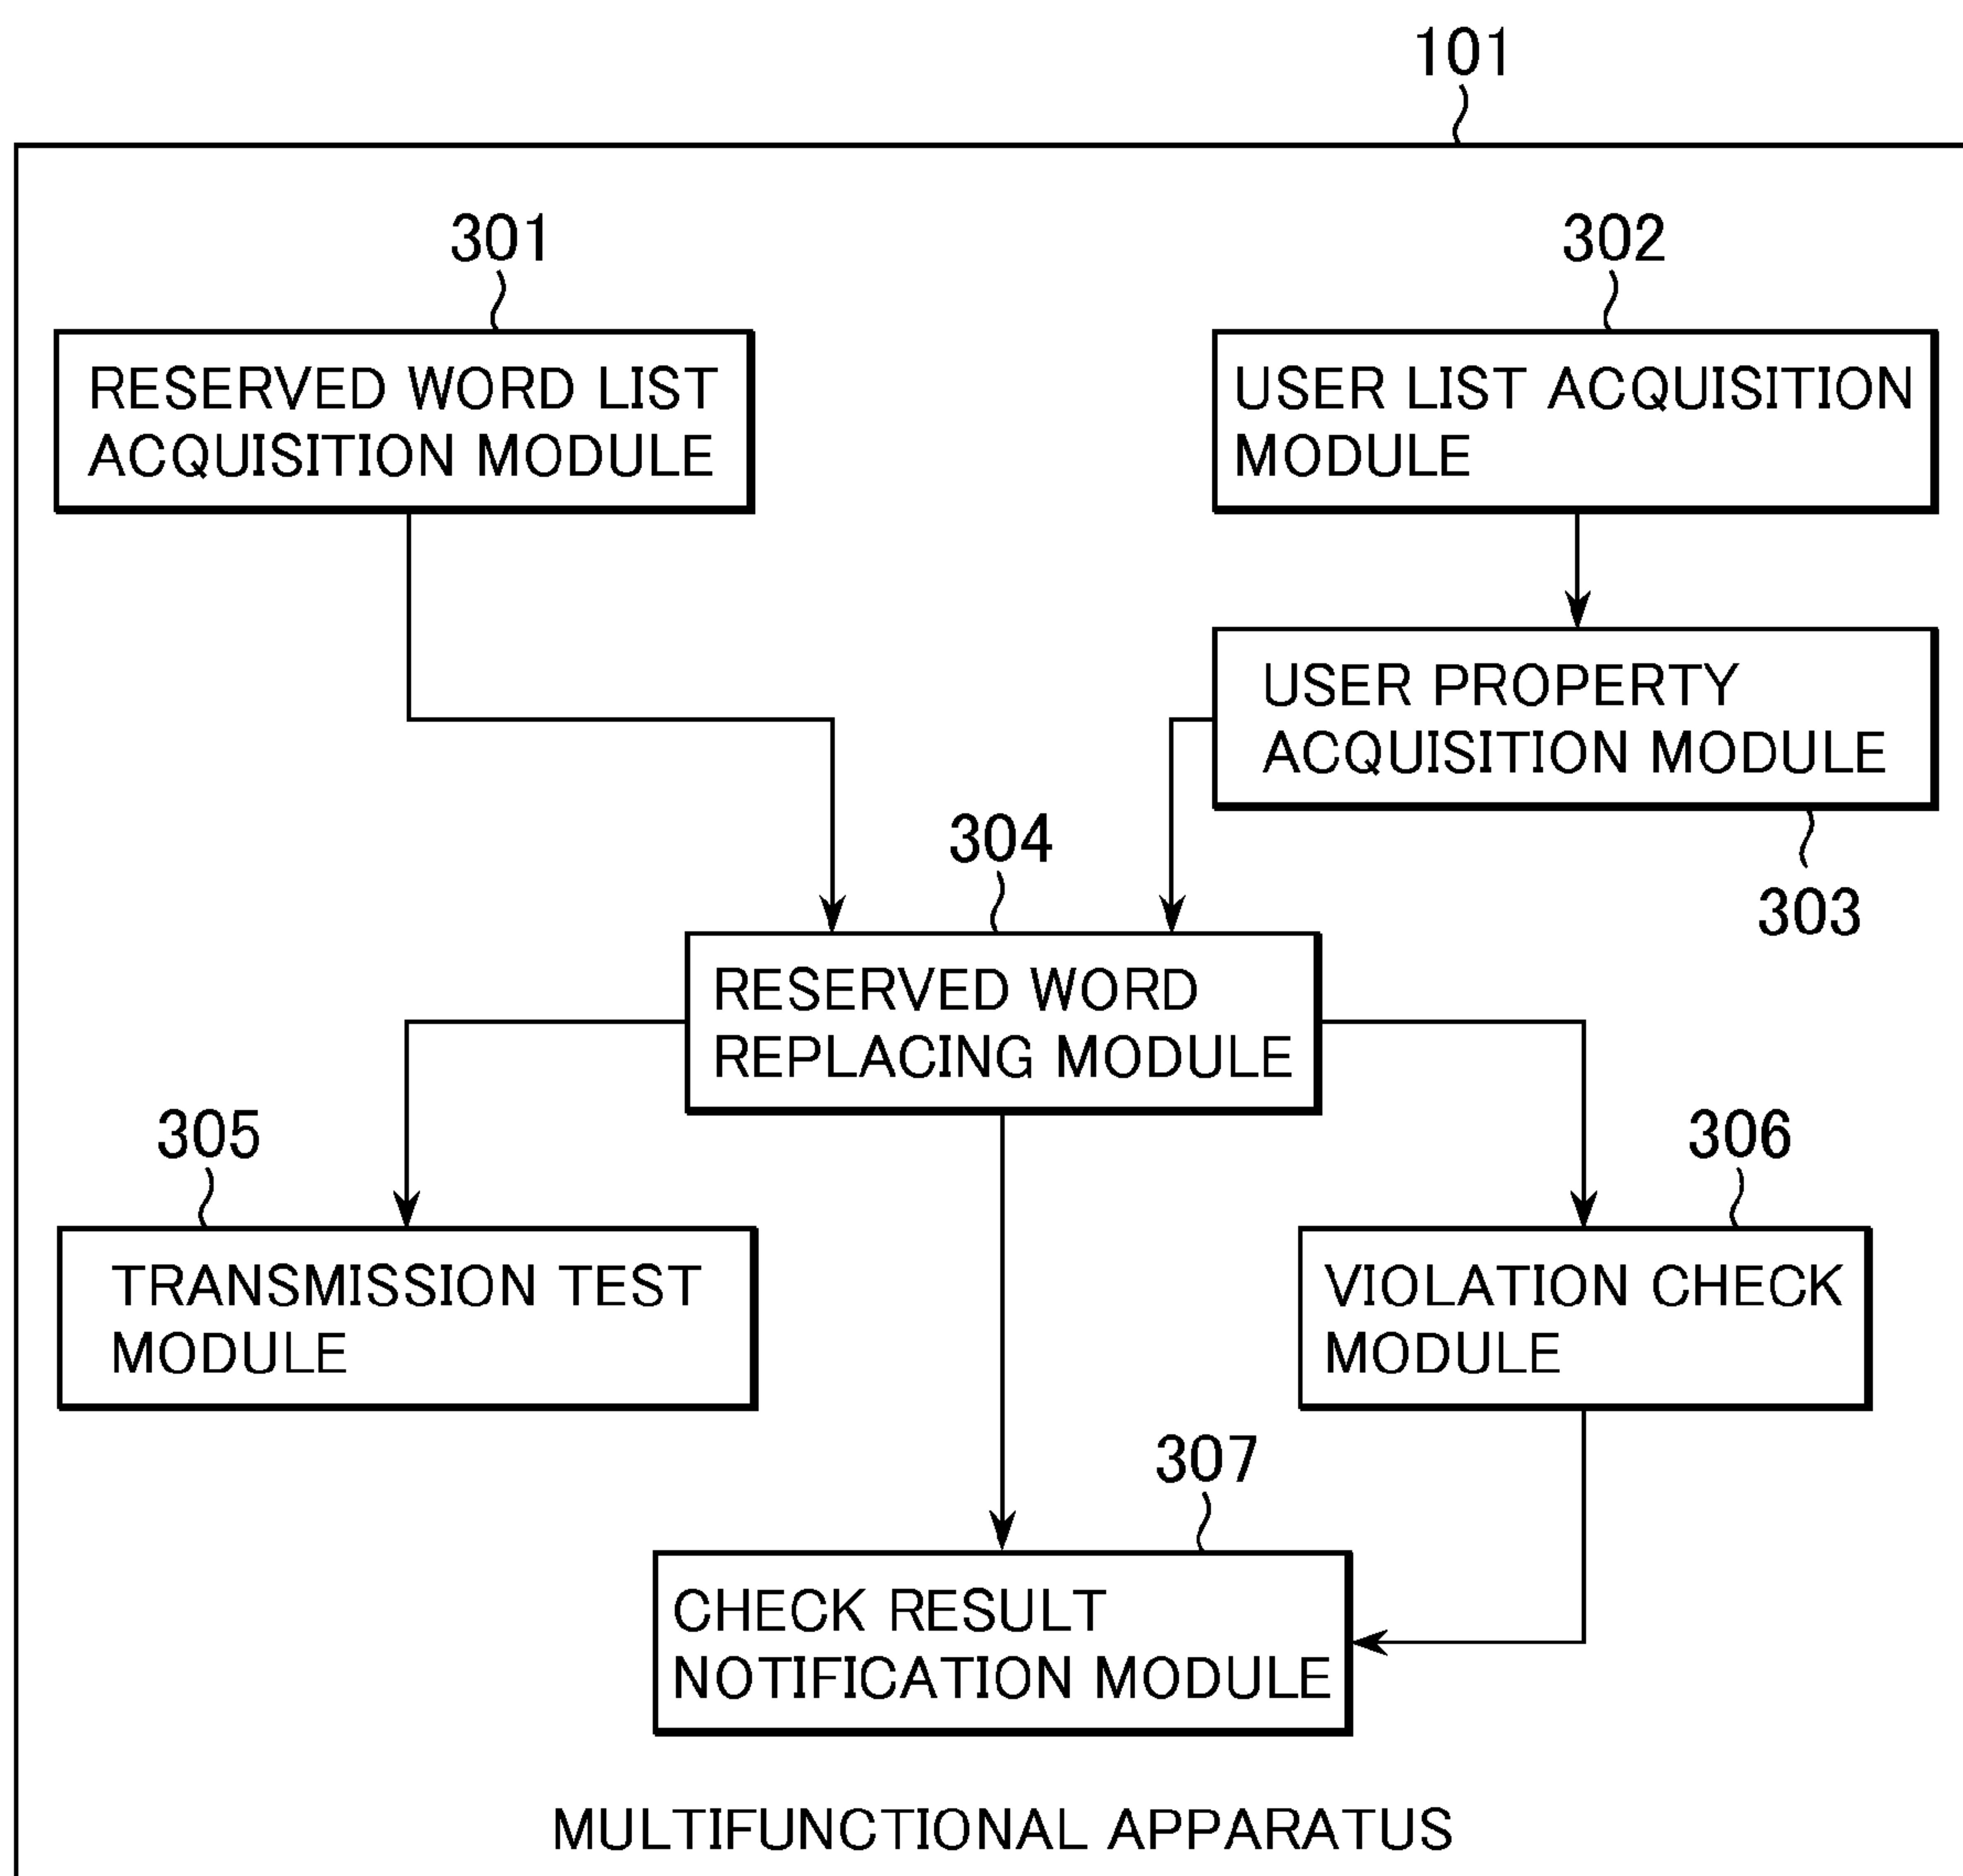 101
301
RESERVED WORD LIST
ACQUISITION MODULE
302
USER LIST ACQUISITION
MODULE
USER PROPERTY
ACQUISITION MODULE
303
304
RESERVED WORD
REPLACING MODULE
305
TRANSMISSION TEST
MODULE
306
VIOLATION CHECK
MODULE
307
CHECK RESULT
NOTIFICATION MODULE
MULTIFUNCTIONAL APPARATUS